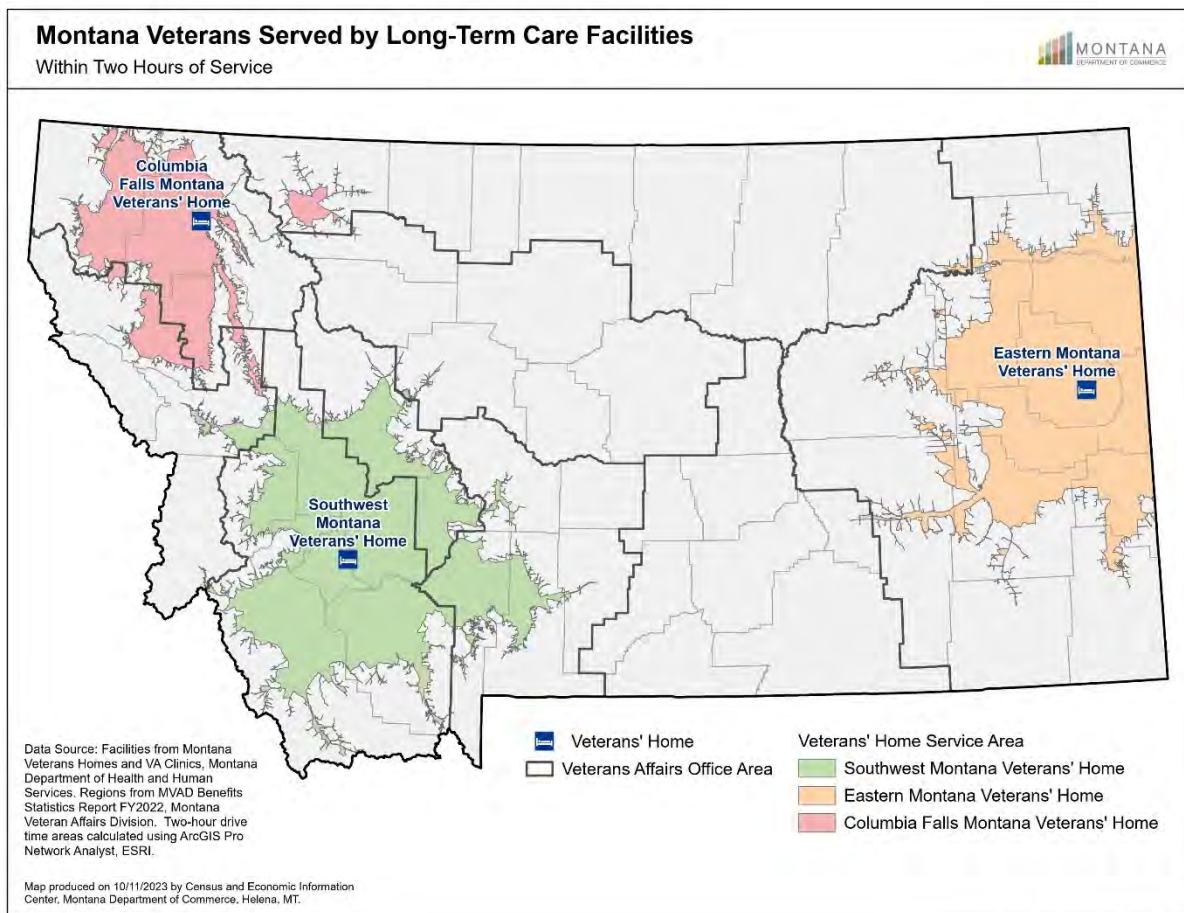 Montana Veterans Served by Long-Term Care Facilities
Within Two Hours of Service
MONTANA
DEPARTMENT OF COMMERCE
Columbia
Falls Montana
Veterans' Home
Eastern Montana
Veterans' Home
Southwest
Montana
Veterans' Home
Data Source: Facilities from Montana
Veterans Homes and VA Clinics, Montana
Department of Health and Human
Services. Regions from MVAD Benefits
Statistics Report FY2022, Montana
Veteran Affairs Division. Two-hour drive
time areas calculated using ArcGIS Pro
Network Analyst, ESRI.
Map produced on 10/11/2023 by Census and Economic Information
Center, Montana Department of Commerce, Helena, MT.
Veterans' Home
Veterans Affairs Office Area
Veterans' Home Service Area
Southwest Montana Veterans' Home
Eastern Montana Veterans' Home
Columbia Falls Montana Veterans' Home